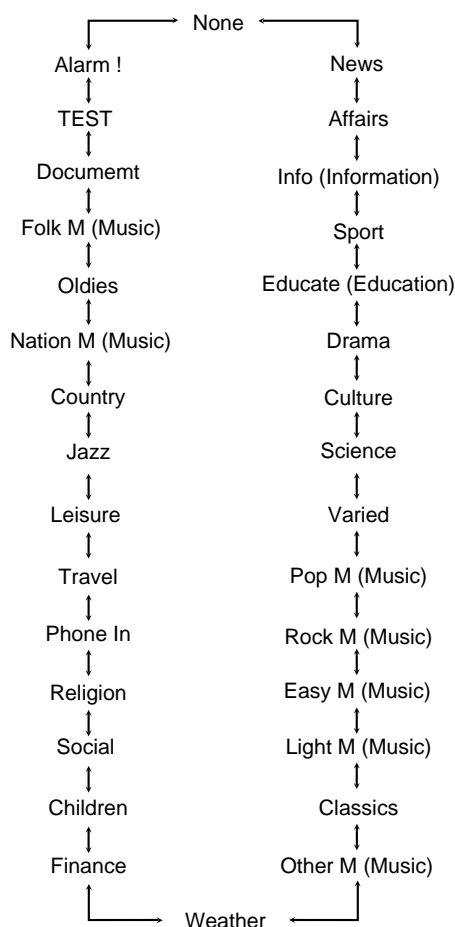 None
Alarm !
TEST
Documemt
Folk M (Music)
Oldies
Nation M (Music)
Country
Jazz
Leisure
Travel
Phone In
Religion
Social
Children
Finance
News
Affairs
Info (Information)
Sport
Educate (Education)
Drama
Culture
Science
Varied
Pop M (Music)
Rock M (Music)
Easy M (Music)
Light M (Music)
Classics
Other M (Music)
Weather